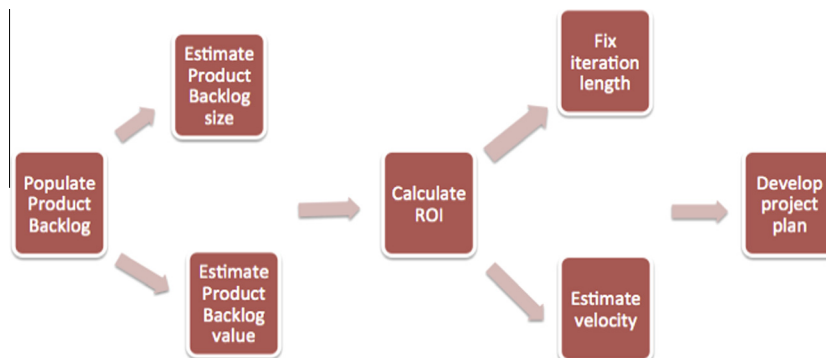 Populate
Product
Backlog
Estimate
Product
Backlog
size
Estimate
Product
Backlog
value
Calculate
ROI
Fix
iteration
length
Estimate
velocity
Develop
project
plan